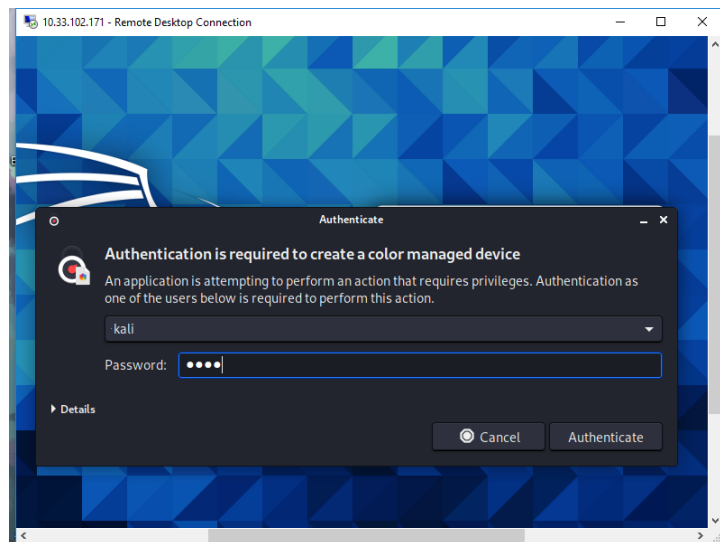 10.33.102.171 - Remote Desktop Connection
Authenticate
Authentication is required to create a color managed device
An application is attempting to perform an action that requires privileges. Authentication as
one of the users below is required to perform this action.
kali
Password: ●●●●
Details
Cancel Authenticate